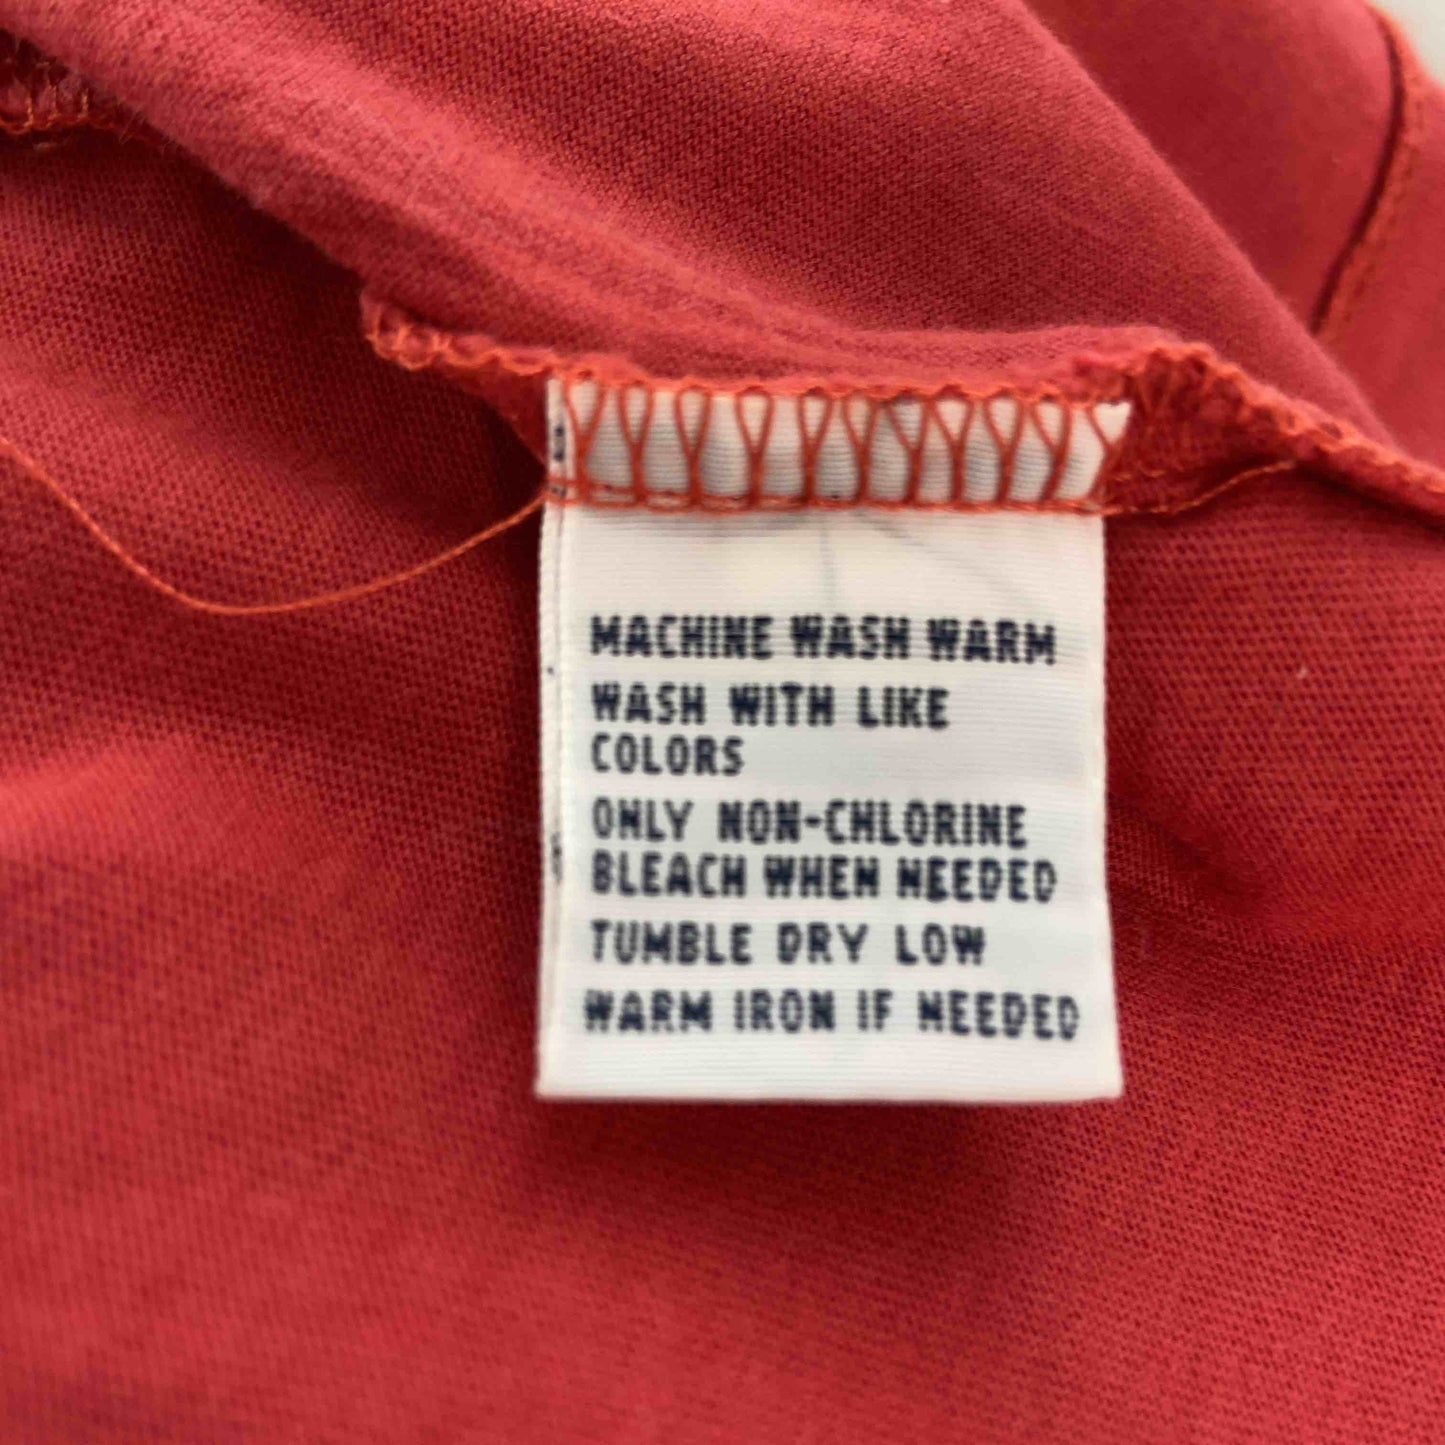 MACHINE WASH WARM
WASH WITH LIKE
COLORS
ONLY NON-CHLORINE
BLEACH WHEN NEEDED
TUMBLE DRY LOW
WARM IRON IF NEEDED